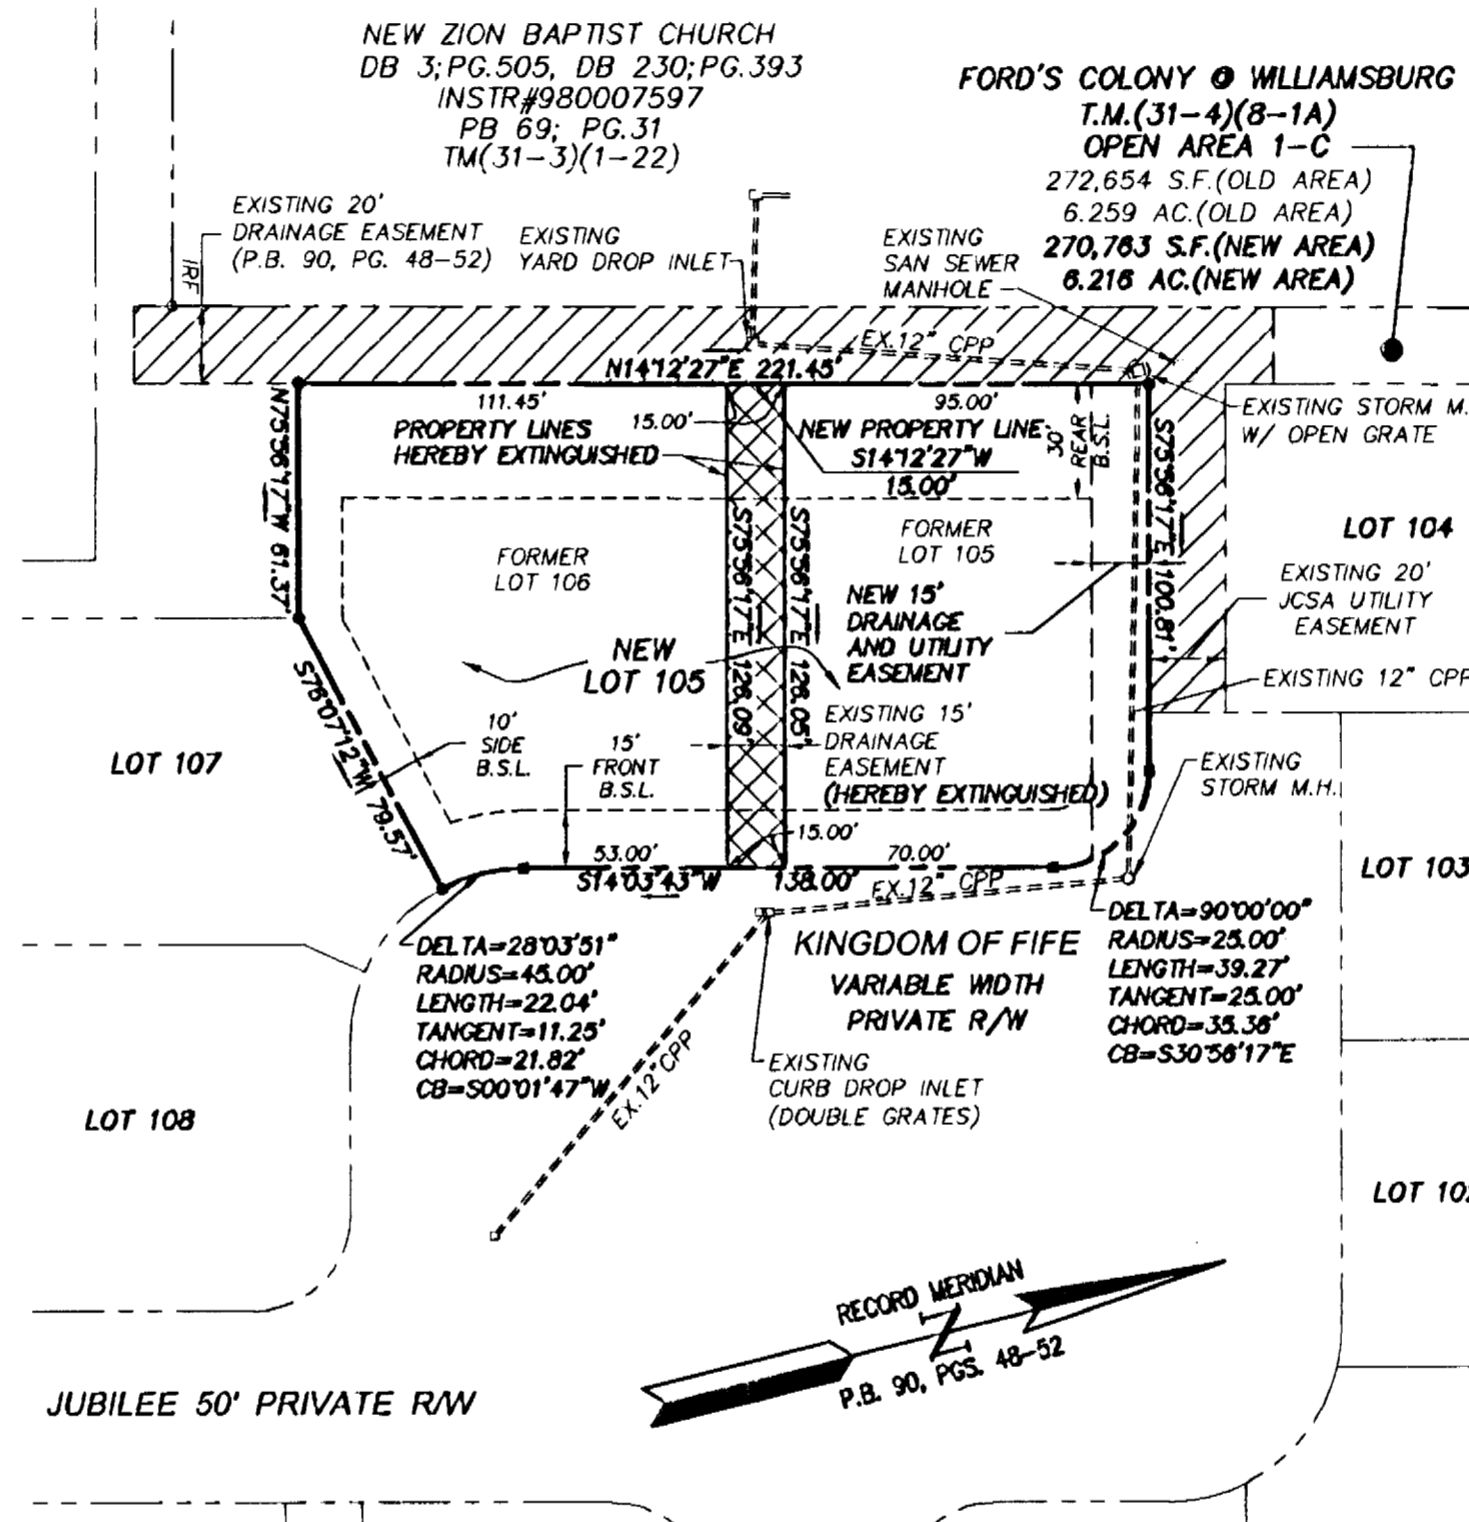 NEW ZION BAPTIST CHURCH
DB 3;PG.505, DB 230;PG.393
INSTR#980007597
PB 69; PG.31
TM(31-3)(1-22)
FORD'S COLONY @ WILLIAMSBURG
T.M.(31-4)(8-1A)
OPEN AREA 1-C
272,654 S.F.(OLD AREA)
6.259 AC.(OLD AREA)
270,763 S.F.(NEW AREA)
6.216 AC.(NEW AREA)
EXISTING 20'
DRAINAGE EASEMENT
(P.B. 90, PG. 48-52)
IRF
EXISTING
YARD DROP INLET
EXISTING
SAN SEWER
MANHOLE
EX.12" CPP
N14°12'27"E 221.45'
111.45'
15.00'
95.00'
PROPERTY LINES
HEREBY EXTINGUISHED
NEW PROPERTY LINE
S14°12'27"W
15.00'
30'
REAR
B.S.L.
EXISTING STORM M.
W/ OPEN GRATE
N75°56'17"W 61.37'
S75°56'17"E 100.81'
LOT 104
FORMER
LOT 106
FORMER
LOT 105
S75°56'17"E 126.09'
S75°56'17"E 126.05'
NEW 15'
DRAINAGE
AND UTILITY
EASEMENT
EXISTING 20'
JCSA UTILITY
EASEMENT
NEW
LOT 105
EXISTING 12" CPP
S76°07'12"W 79.57'
LOT 107
10'
SIDE
B.S.L.
15'
FRONT
B.S.L.
EXISTING 15'
DRAINAGE
EASEMENT
(HEREBY EXTINGUISHED)
EXISTING
STORM M.H.
15.00'
53.00'
70.00'
S14°03'43"W 138.00'
EX.12" CPP
LOT 103
DELTA=28°03'51"
RADIUS=45.00'
LENGTH=22.04'
TANGENT=11.25'
CHORD=21.82'
CB=S00°01'47"W
KINGDOM OF FIFE
VARIABLE WIDTH
PRIVATE R/W
DELTA=90°00'00"
RADIUS=25.00'
LENGTH=39.27'
TANGENT=25.00'
CHORD=35.36'
CB=S30°56'17"E
EX.12" CPP
EXISTING
CURB DROP INLET
(DOUBLE GRATES)
LOT 108
LOT 102
RECORD MERIDIAN
N
P.B. 90, PGS. 48-52
JUBILEE 50' PRIVATE R/W